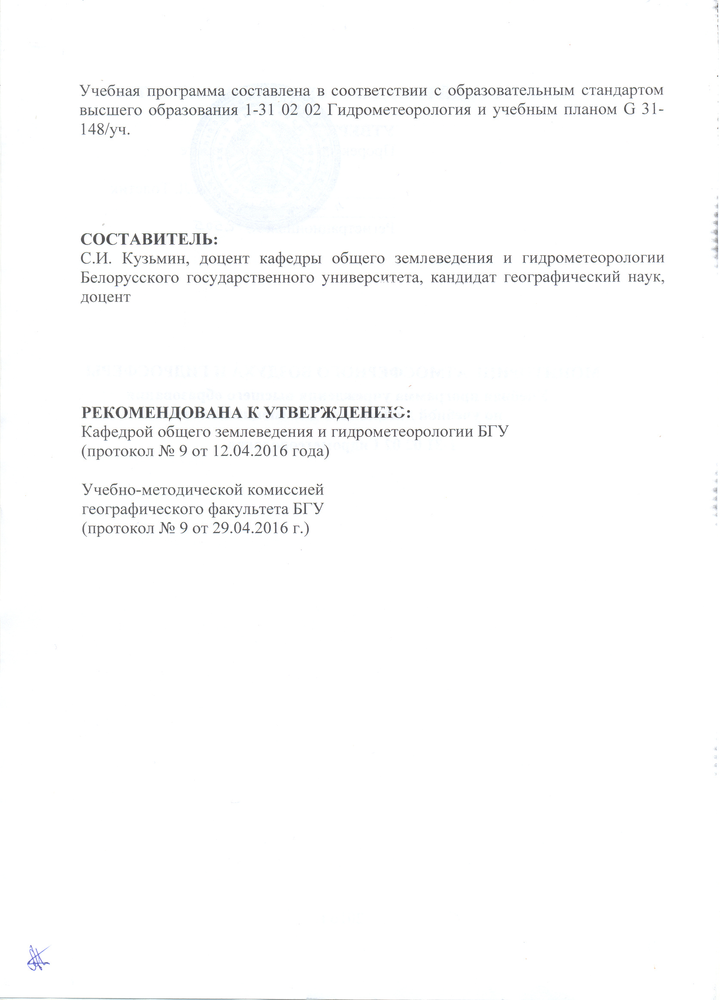 Учебная программа составлена в соответствии с образовательным стандартом
высшего образования 1-31 02 02 Гидрометеорология и учебным планом G 31-
148/уч.
СОСТАВИТЕЛЬ:
С.И. Кузьмин, доцент кафедры общего землеведения и гидрометеорологии
Белорусского государственного университета, кандидат географический наук,
доцент
РЕКОМЕНДОВАНА К УТВЕРЖДЕНИЮ:
Кафедрой общего землеведения и гидрометеорологии БГУ
(протокол № 9 от 12.04.2016 года)
Учебно-методической комиссией
географического факультета БГУ
(протокол № 9 от 29.04.2016 г.)